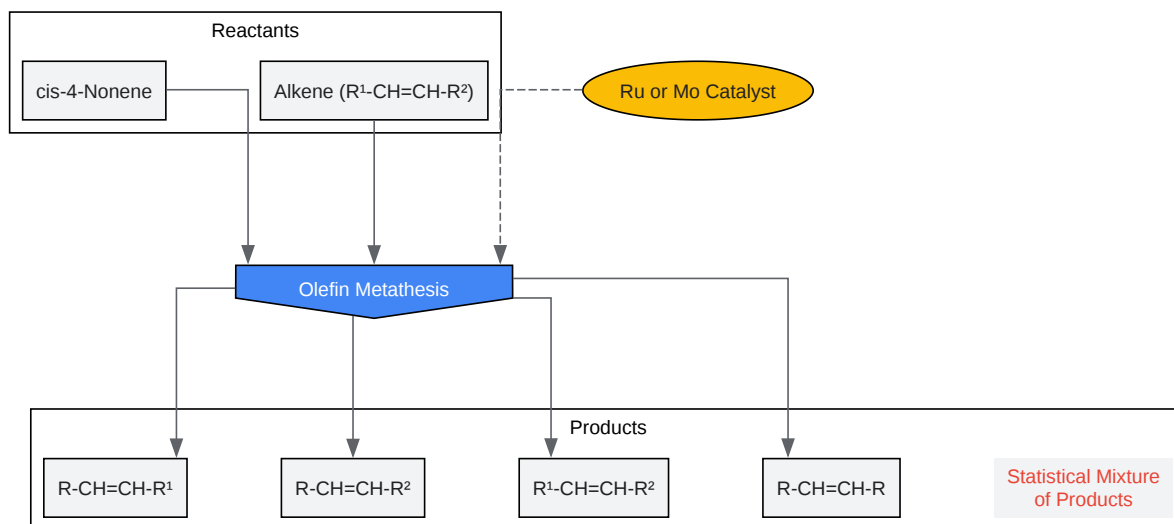 Reactants
cis-4-Nonene
Alkene (R¹-CH=CH-R²)
Ru or Mo Catalyst
Olefin Metathesis
Products
R-CH=CH-R¹
R-CH=CH-R²
R¹-CH=CH-R²
R-CH=CH-R
Statistical Mixture
of Products